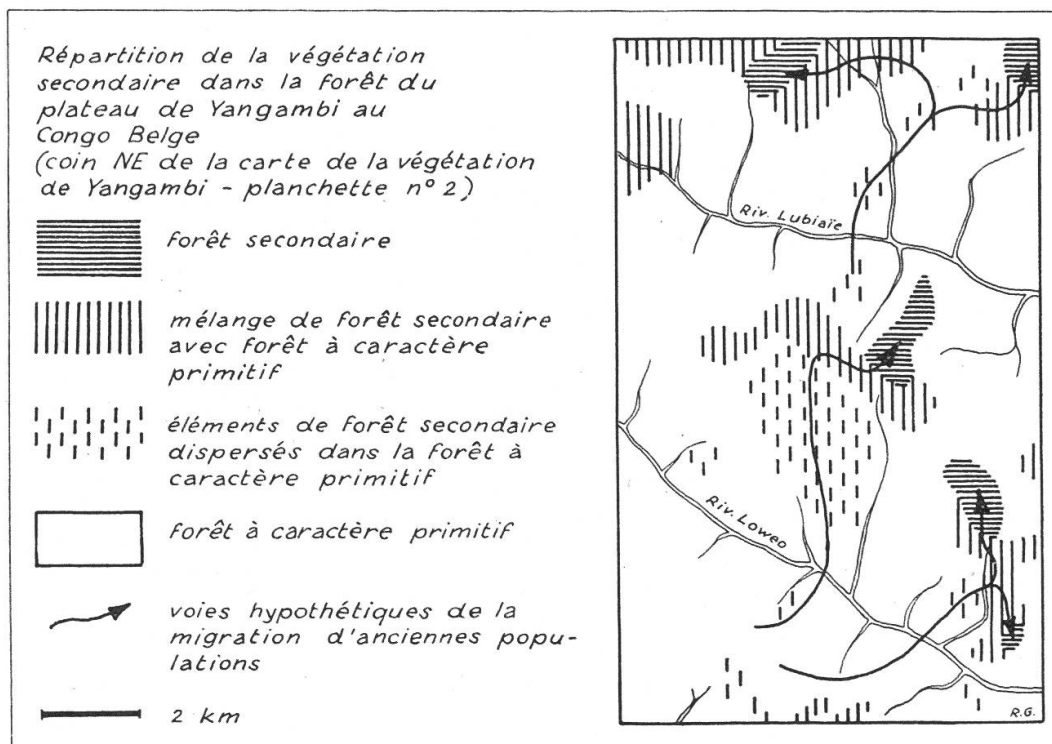 Répartition de la végétation
secondaire dans la forêt du
plateau de Yangambi au
Congo Belge
(coin NE de la carte de la végétation
de Yangambi - planchette n° 2)
forêt secondaire
mélange de forêt secondaire
avec forêt à caractère
primitif
éléments de forêt secondaire
dispersés dans la forêt à
caractère primitif
forêt à caractère primitif
voies hypothétiques de la
migration d'anciennes popu-
lations
2 km
Riv. Lubiaïe
Riv. Loweo
R.G.